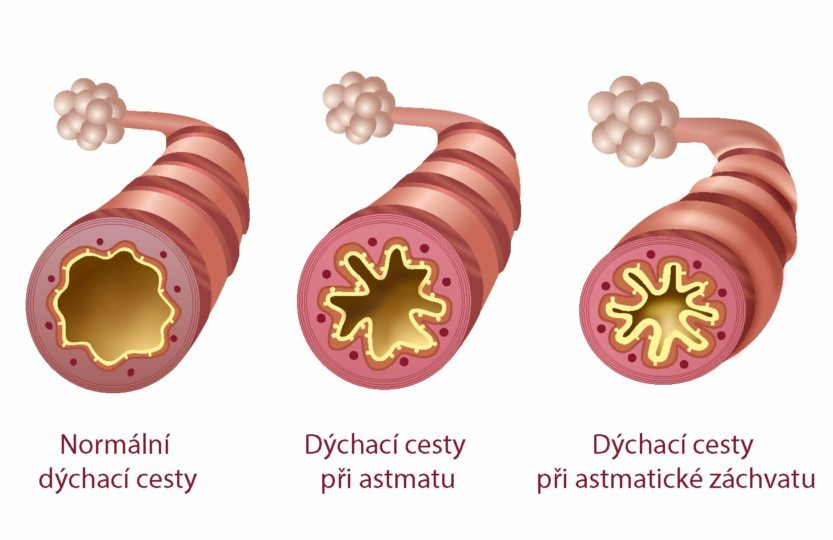 Normální
dýchací cesty
Dýchací cesty
při astmatu
Dýchací cesty
při astmatické záchvatu